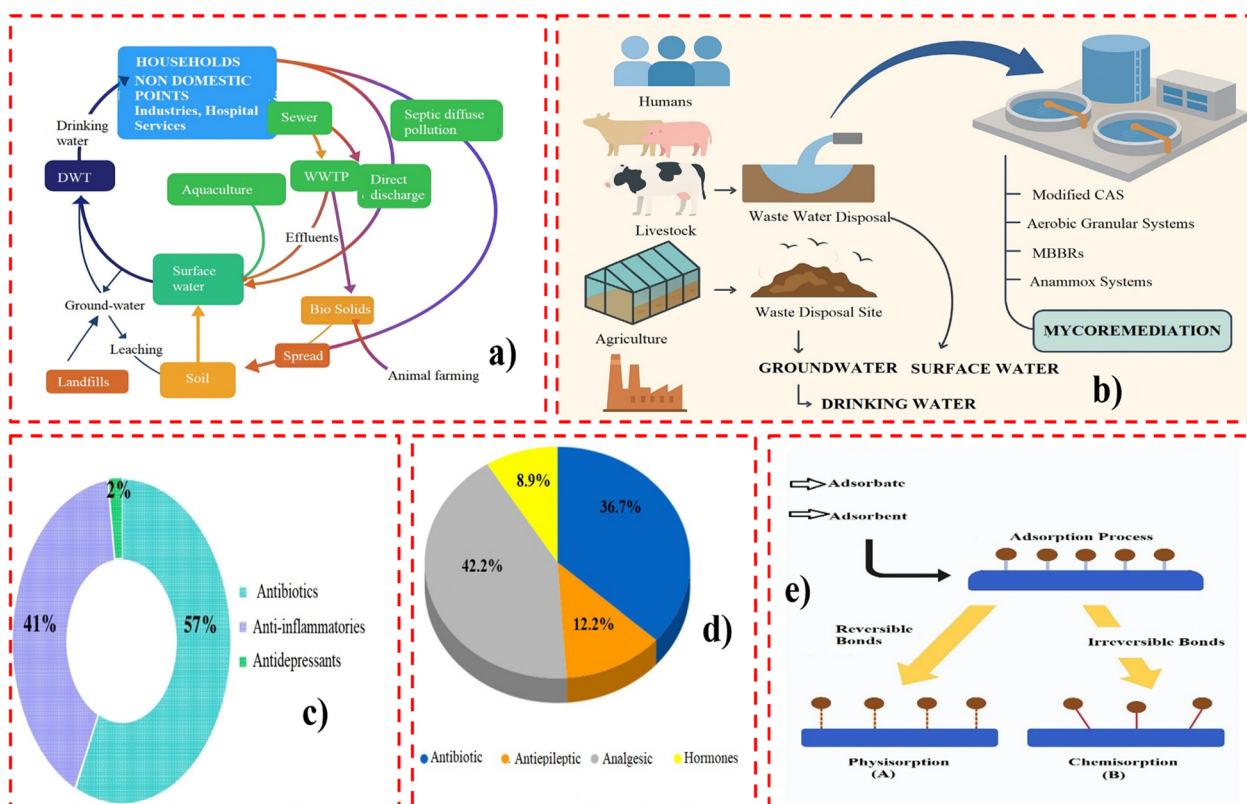 HOUSEHOLDS
NON DOMESTIC
POINTS
Industries, Hospital
Services
Sewer
Septic diffuse
pollution
Drinking
water
DWT
Aquaculture
WWTP
Direct
discharge
Effluents
Surface
water
Ground-water
Bio Solids
Leaching
Spread
Landfills
Soil
Animal farming
a)
Humans
Livestock
Waste Water Disposal
Agriculture
Waste Disposal Site
GROUNDWATER
SURFACE WATER
DRINKING WATER
Modified CAS
Aerobic Granular Systems
MBBRs
Anammox Systems
MYCOREMEDIATION
b)
2%
41%
57%
Antibiotics
Anti-inflammatories
Antidepressants
c)
8.9%
36.7%
42.2%
12.2%
d)
Antibiotic
Antiepileptic
Analgesic
Hormones
Adsorbate
Adsorbent
Adsorption Process
e)
Reversible
Bonds
Irreversible Bonds
Physisorption
(A)
Chemisorption
(B)